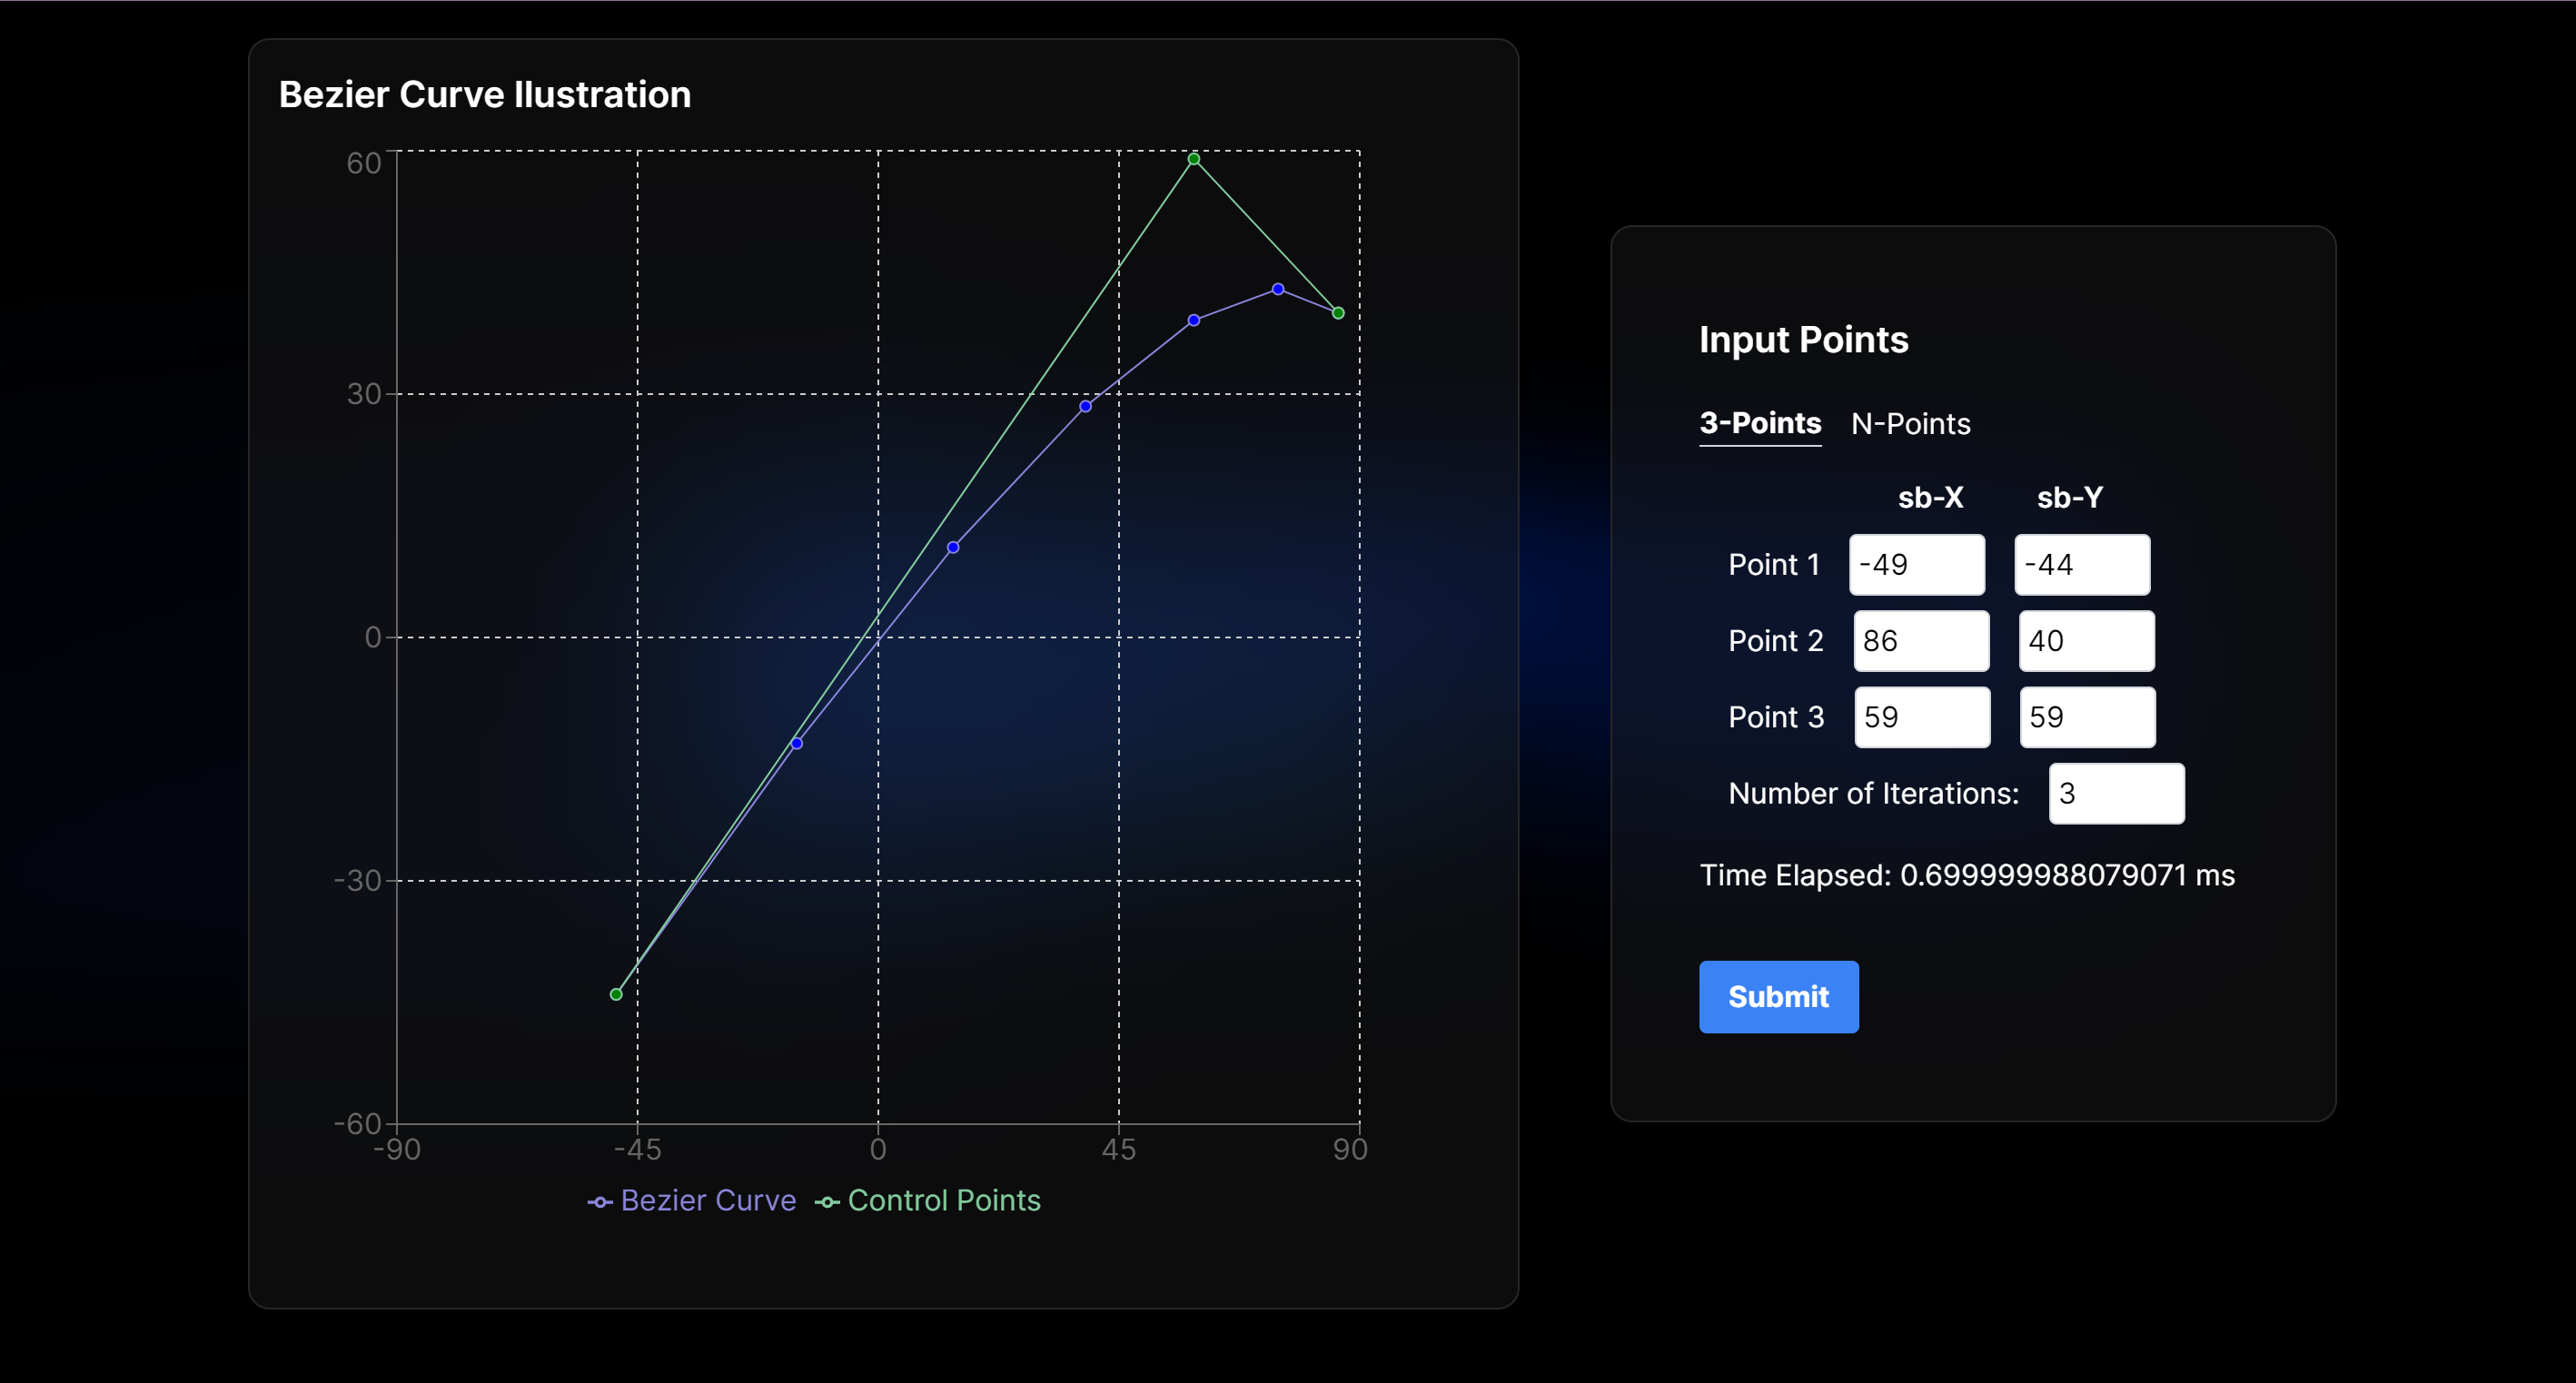 Bezier Curve Ilustration
60
30
0
-30
-60
-90 -45 0 45 90
Bezier Curve Control Points
Input Points
3-Points N-Points
sb-X sb-Y
Point 1 -49 -44
Point 2 86 40
Point 3 59 59
Number of Iterations: 3
Time Elapsed: 0.699999988079071 ms
Submit